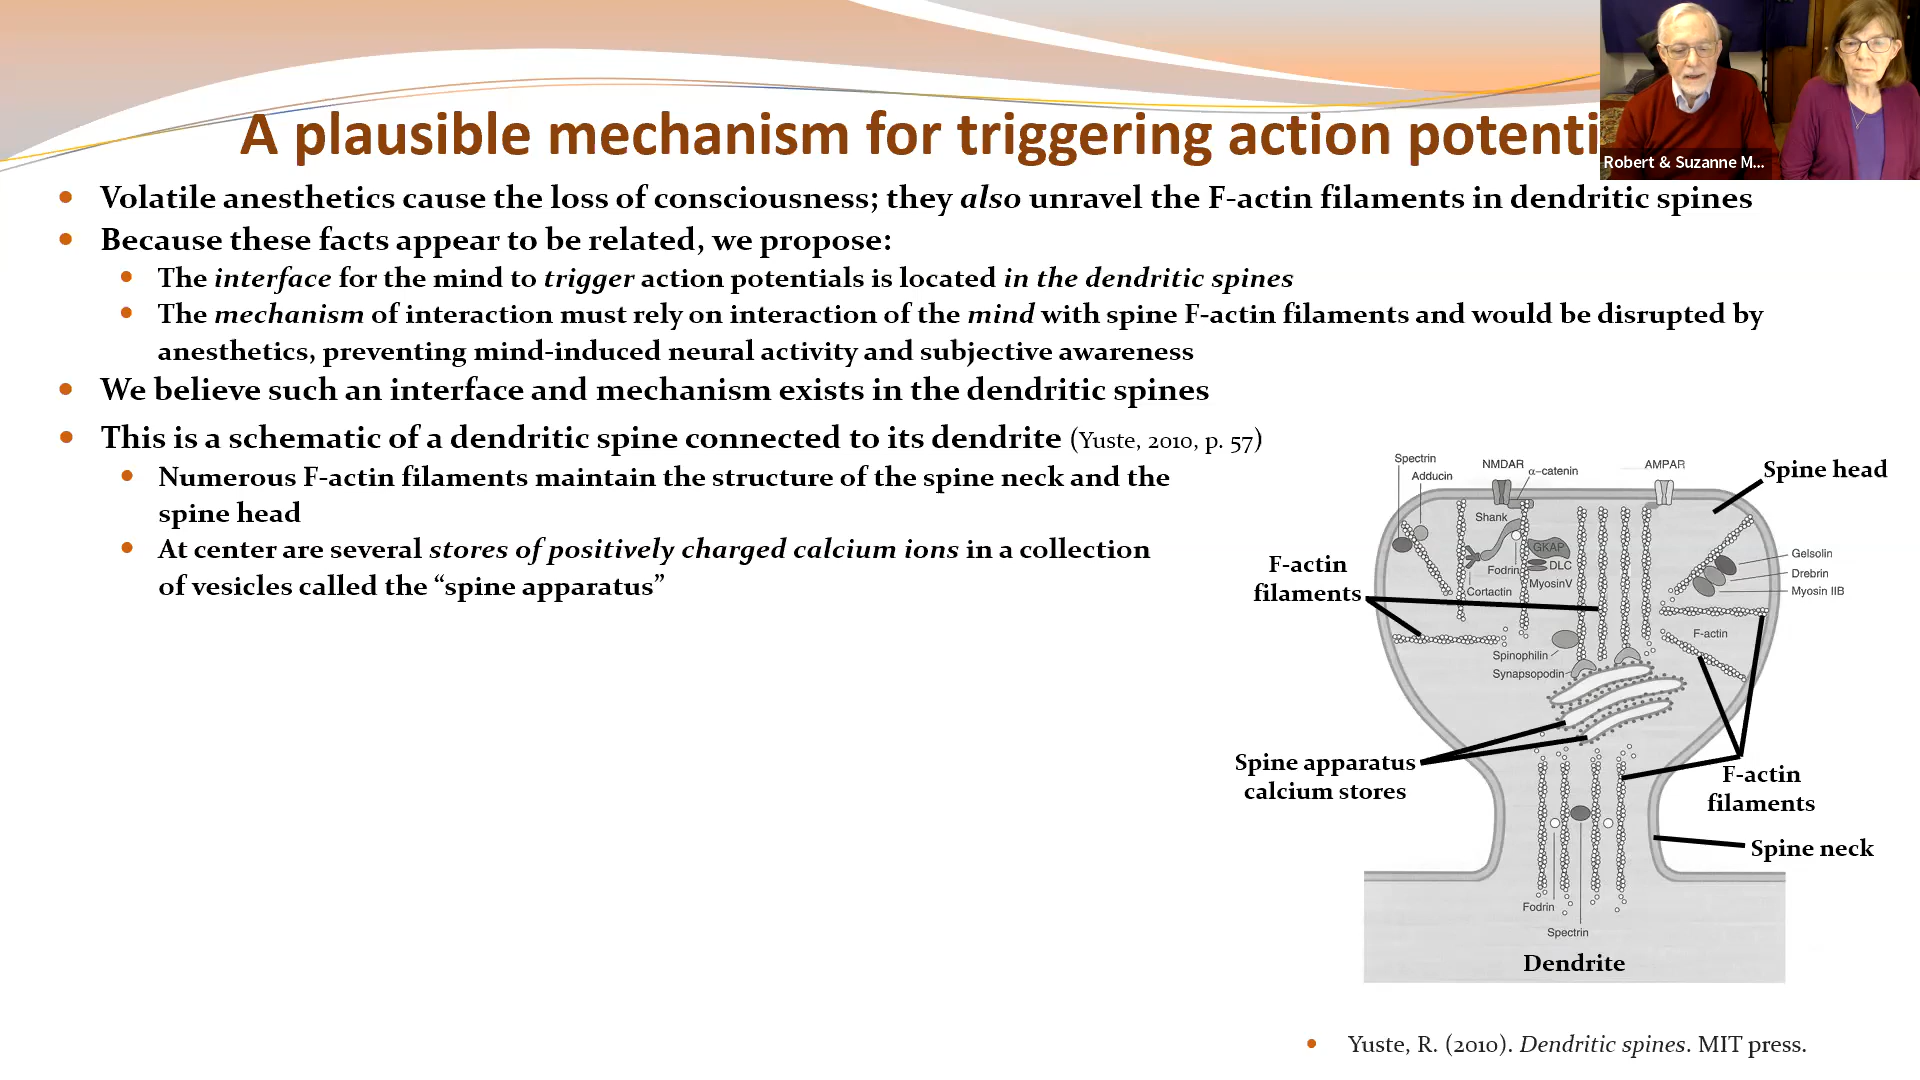 A plausible mechanism for triggering action potenti
Robert & Suzanne M...
• Volatile anesthetics cause the loss of consciousness; they also unravel the F-actin filaments in dendritic spines
• Because these facts appear to be related, we propose:
• The interface for the mind to trigger action potentials is located in the dendritic spines
• The mechanism of interaction must rely on interaction of the mind with spine F-actin filaments and would be disrupted by
anesthetics, preventing mind-induced neural activity and subjective awareness
• We believe such an interface and mechanism exists in the dendritic spines
• This is a schematic of a dendritic spine connected to its dendrite (Yuste, 2010, p. 57)
• Numerous F-actin filaments maintain the structure of the spine neck and the
spine head
• At center are several stores of positively charged calcium ions in a collection
of vesicles called the “spine apparatus”
Spectrin
Adducin
NMDAR
α-catenin
AMPAR
Spine head
Shank
GKAP
DLC
Fodrin
MyosinV
Cortactin
Gelsolin
Drebrin
Myosin IIB
F-actin
filaments
F-actin
Spinophilin
Synapsopodin
Spine apparatus
calcium stores
F-actin
filaments
Spine neck
Fodrin
Spectrin
Dendrite
• Yuste, R. (2010). Dendritic spines. MIT press.